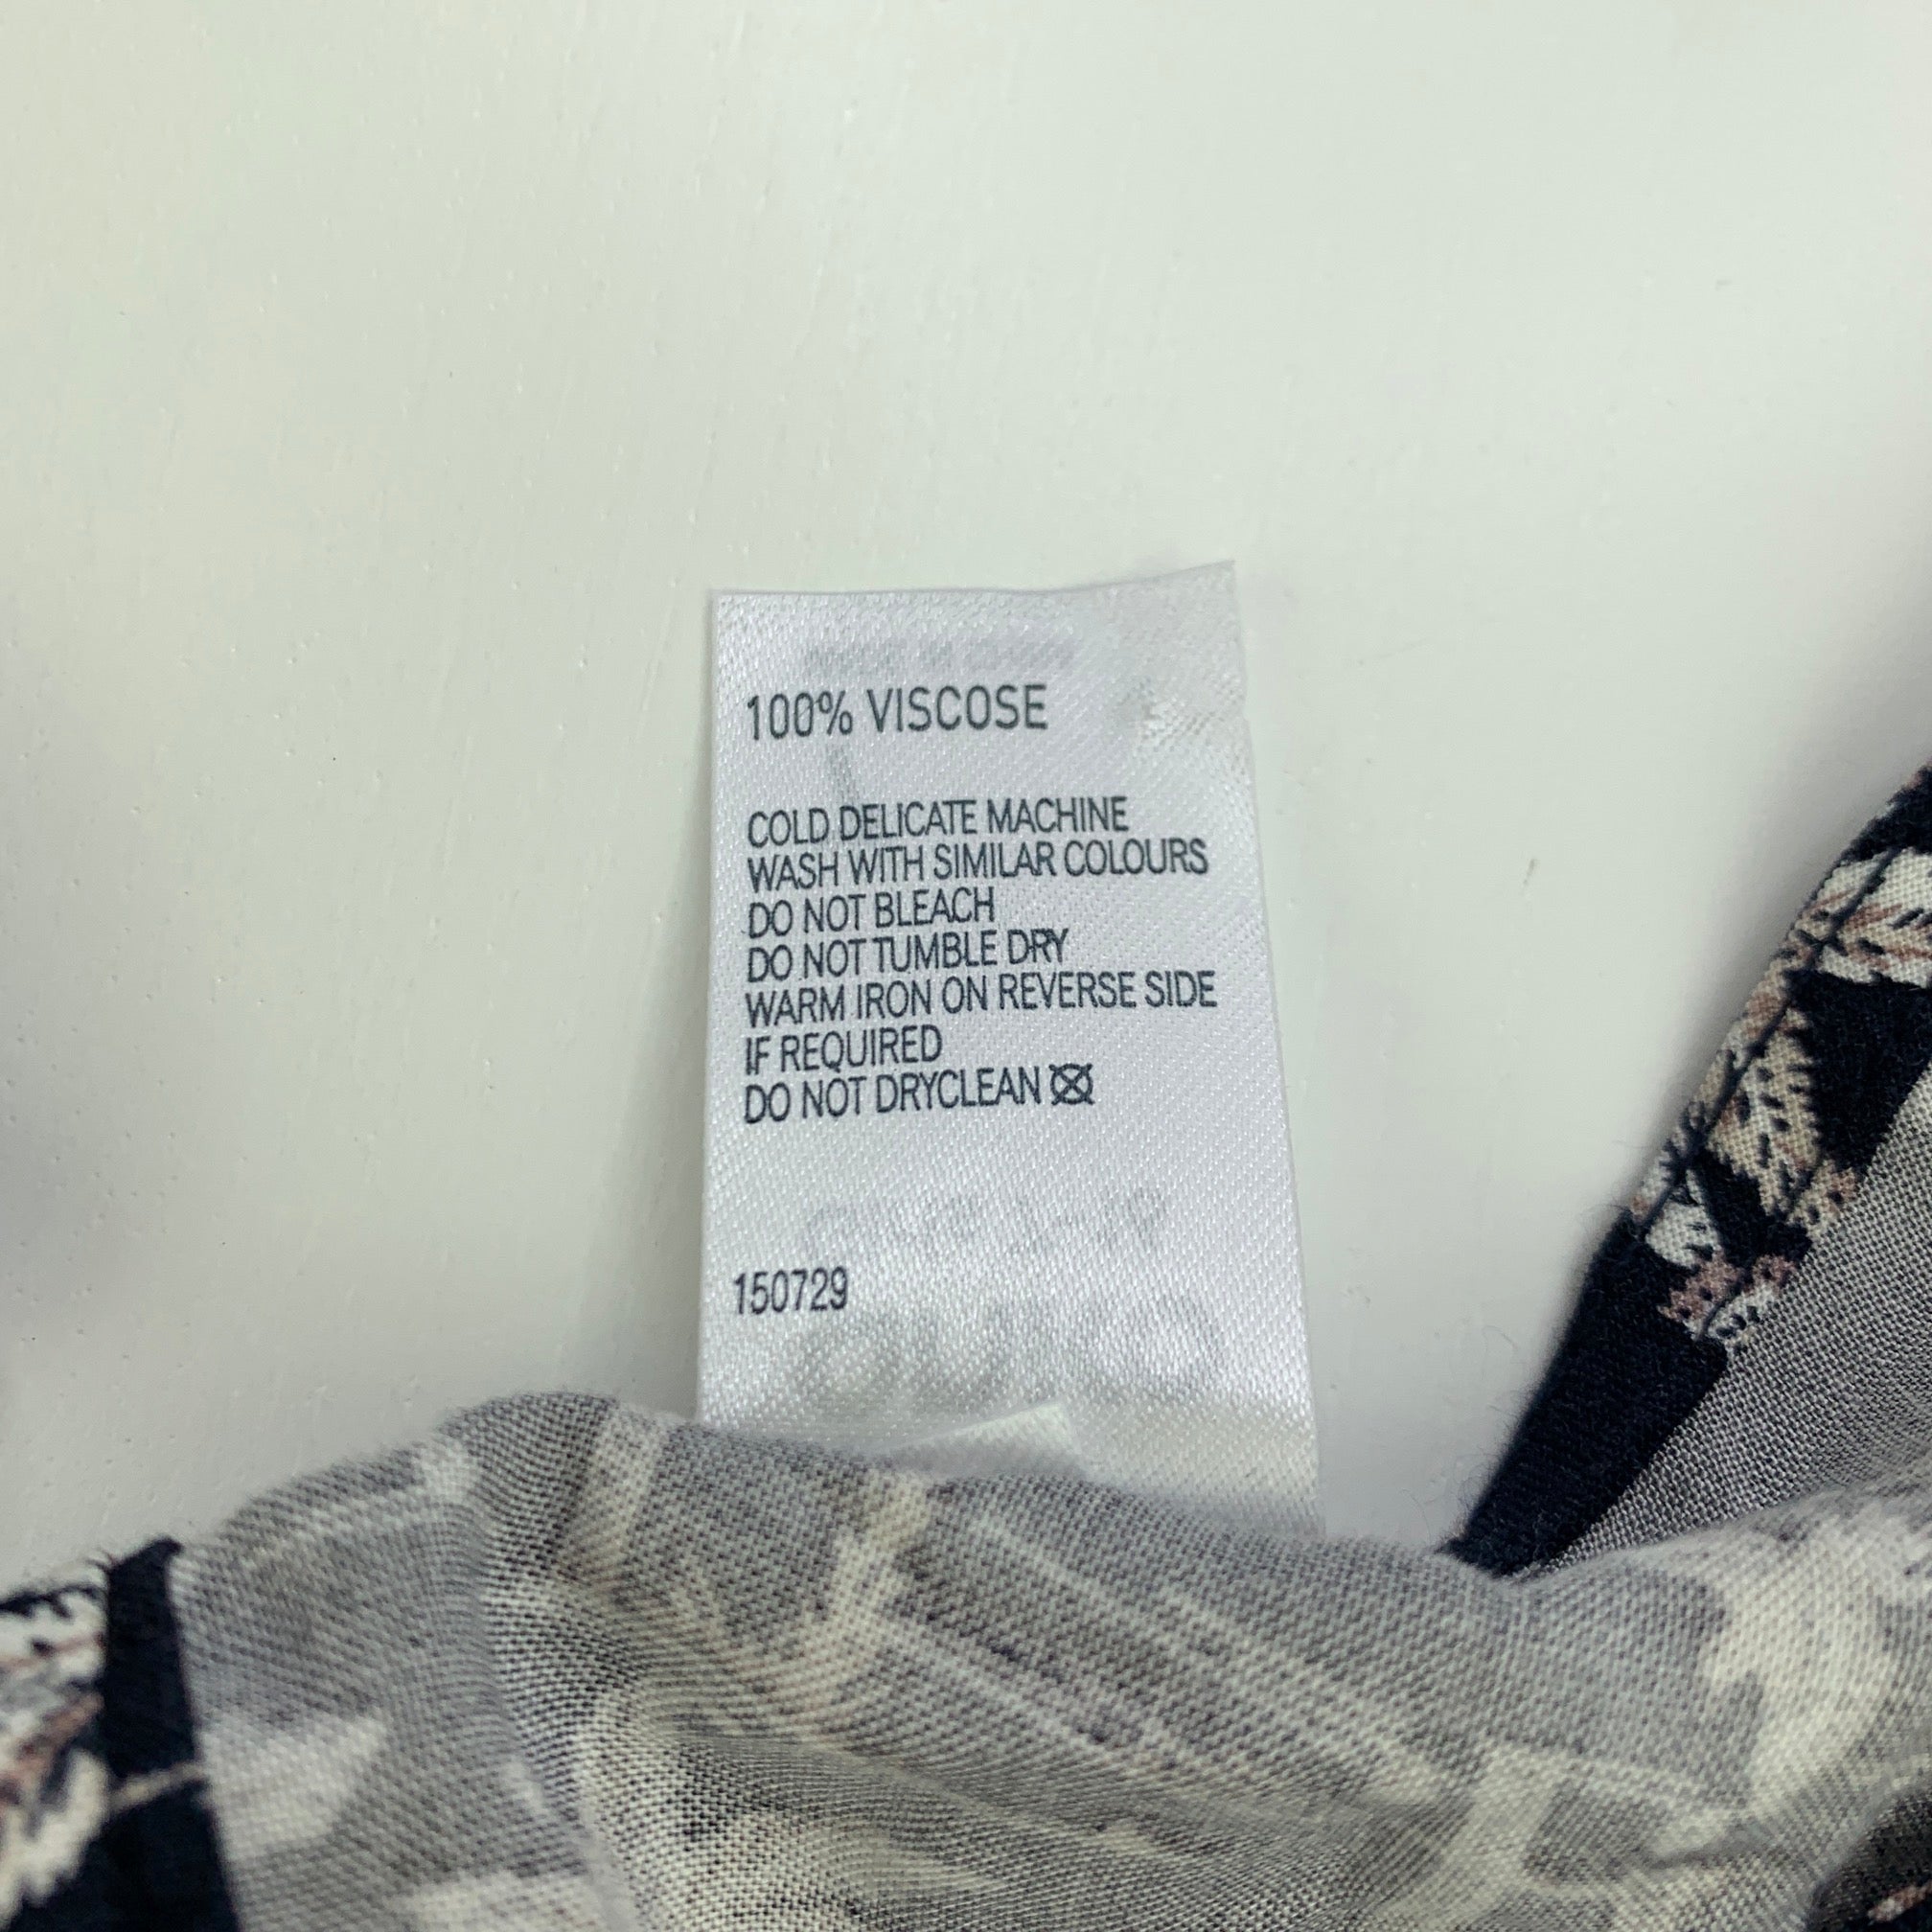 100% VISCOSE
COLD DELICATE MACHINE
WASH WITH SIMILAR COLOURS
DO NOT BLEACH
DO NOT TUMBLE DRY
WARM IRON ON REVERSE SIDE
IF REQUIRED
DO NOT DRYCLEAN
150729